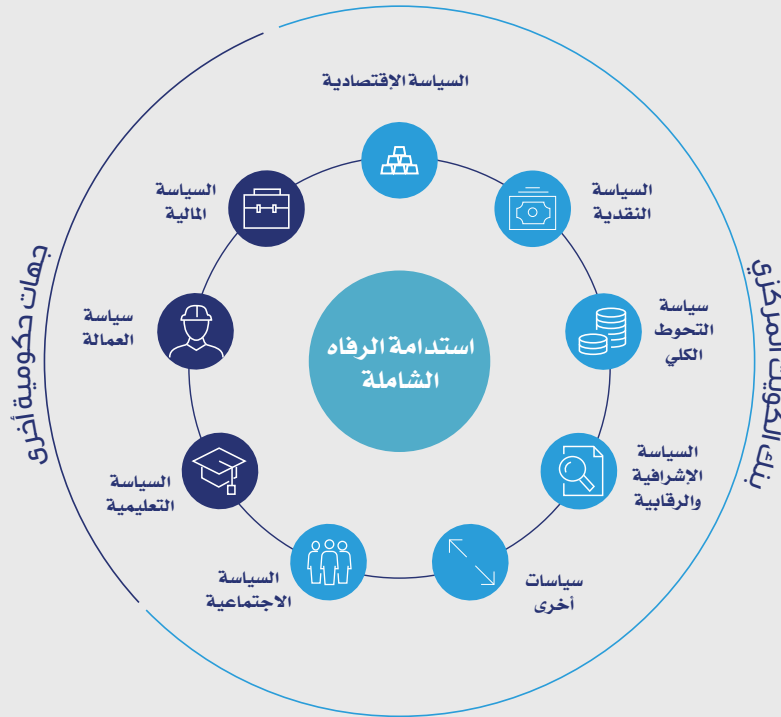 السياسة الإقتصادية
السياسة
النقدية
سياسة
التحوط
الكلي
السياسة
الإشرافية
والرقابية
سياسات
أخرى
السياسة
الاجتماعية
السياسة
التعليمية
سياسة
العمالة
السياسة
المالية
استدامة الرفاه
الشاملة
بنك الكويت المركزي
جهات حكومية أخرى